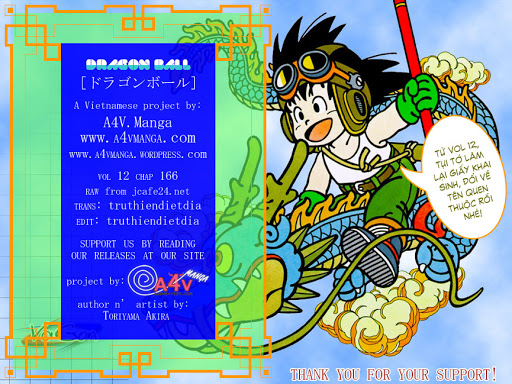 DRAGON BALL
[ドラゴンボール]
A Vietnamese project by:
A4V.Manga
www.A4VMANGA.com
www.A4VMANGA.WORDPRESS.com
VOL 12 CHAP 166
RAW from jcafe24.net
TRANS: truthiendietdia
EDIT: truthiendietdia
SUPPORT US BY READING
OUR RELEASES AT OUR SITE
project by: A4V MANGA
author n' artist by:
TORIYAMA AKIRA
TỪ VOL 12,
THI TỚ LÀM
LẠI GIẤY KHAI
SINH, ĐỔI VỀ
TÊN QUEN
THUỘC RỒI
NHÉ!
THANK YOU FOR YOUR SUPPORT!